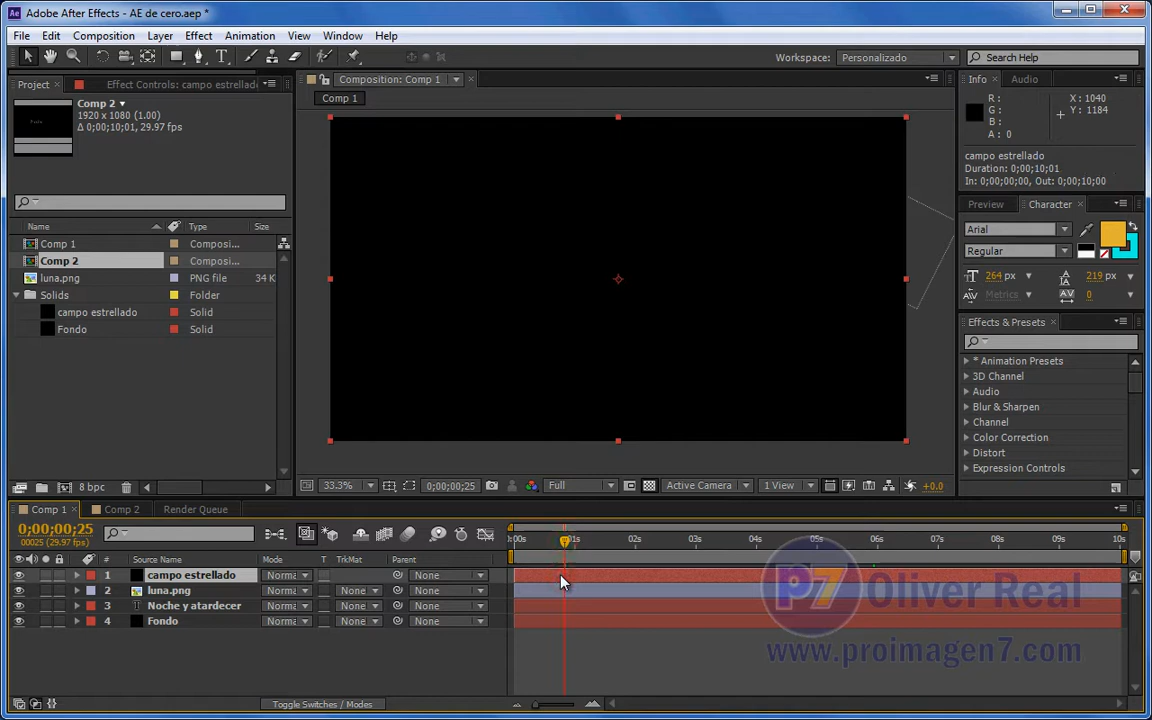 Ae Adobe After Effects - AE de cero.aep *
File Edit Composition Layer Effect Animation View Window Help
Workspace: Personalizado Search Help
Project Effect Controls: campo estrellad
Composition: Comp 1
Info Audio
Comp 1
Comp 2
1920 x 1080 (1.00)
Δ 0;00;10;01, 29.97 fps
R : X : 1040
G : Y : 1184
B :
A : 0
campo estrellado
Duration: 0;00;10;01
In: 0;00;00;00, Out: 0;00;10;00
Preview Character
Arial
Regular
264 px 219 px
Metrics 0
Name Type Size
Comp 1 Composi...
Comp 2 Composi...
luna.png PNG file 34 K
Solids Folder
campo estrellado Solid
Fondo Solid
Effects & Presets
* Animation Presets
3D Channel
Audio
Blur & Sharpen
Channel
Color Correction
Distort
Expression Controls
8 bpc
33.3% 0;00;00;25 Full Active Camera 1 View +0.0
Comp 1 Comp 2 Render Queue
0;00;00;25
00025 (29.97 fps)
0:00s 01s 02s 03s 04s 05s 06s 07s 08s 09s 10s
# Source Name Mode T TrkMat Parent
1 campo estrellado Norma None
2 luna.png Norma None None
3 T Noche y atardecer Norma None None
4 Fondo Norma None None
Toggle Switches / Modes
P7 Oliver Real
www.proimagen7.com